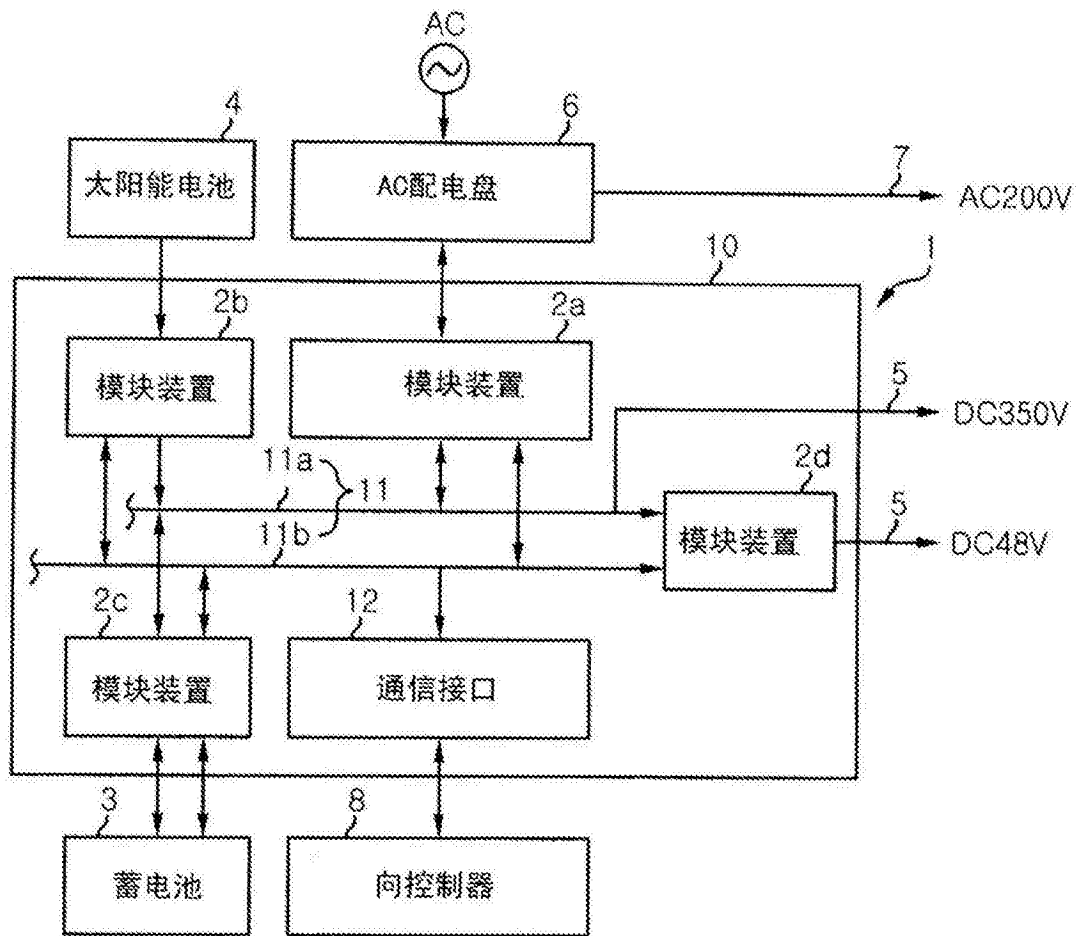 AC
4
6
太阳能电池
AC配电盘
7
AC200V
10
1
2b
2a
模块装置
模块装置
5
DC350V
11a
11
2d
11b
模块装置
5
DC48V
2c
12
模块装置
通信接口
3
8
蓄电池
向控制器